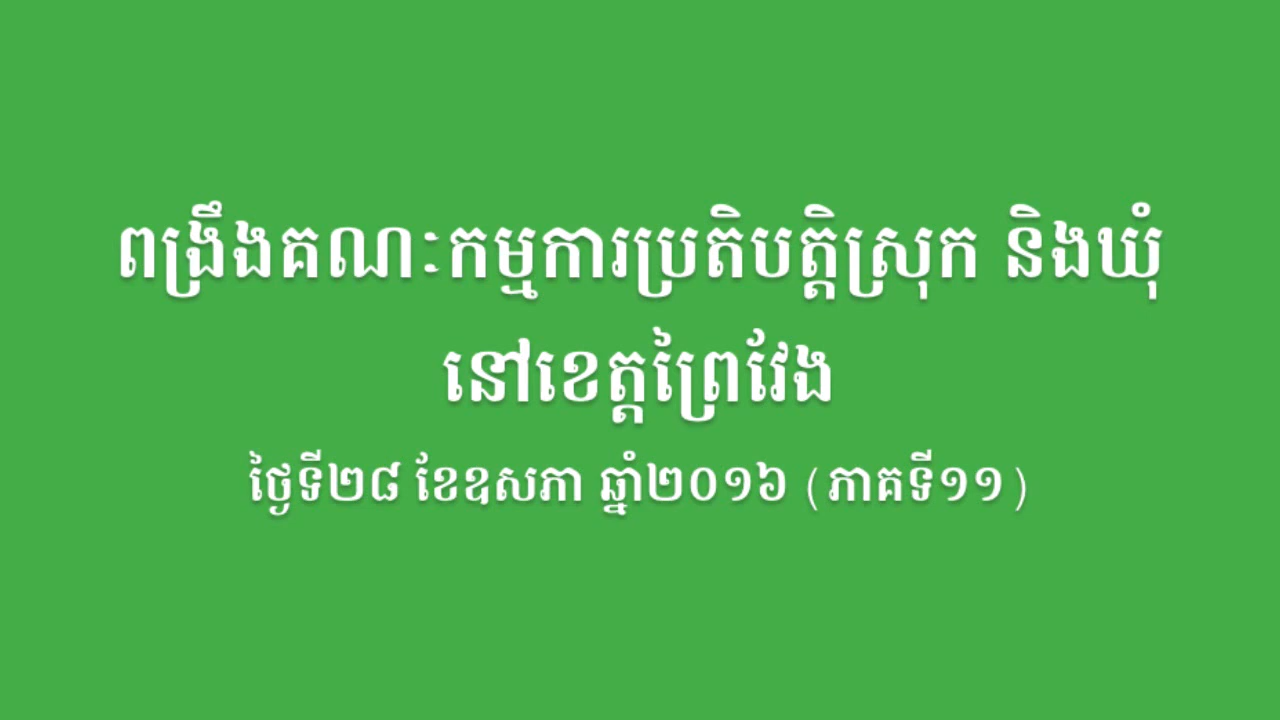 ពង្រឹងគណៈកម្មការប្រតិបត្តិស្រុក និងឃុំ
នៅខេត្តព្រៃវែង
ថ្ងៃទី២៨ ខែឧសភា ឆ្នាំ២០១៦ (ភាគទី១១)